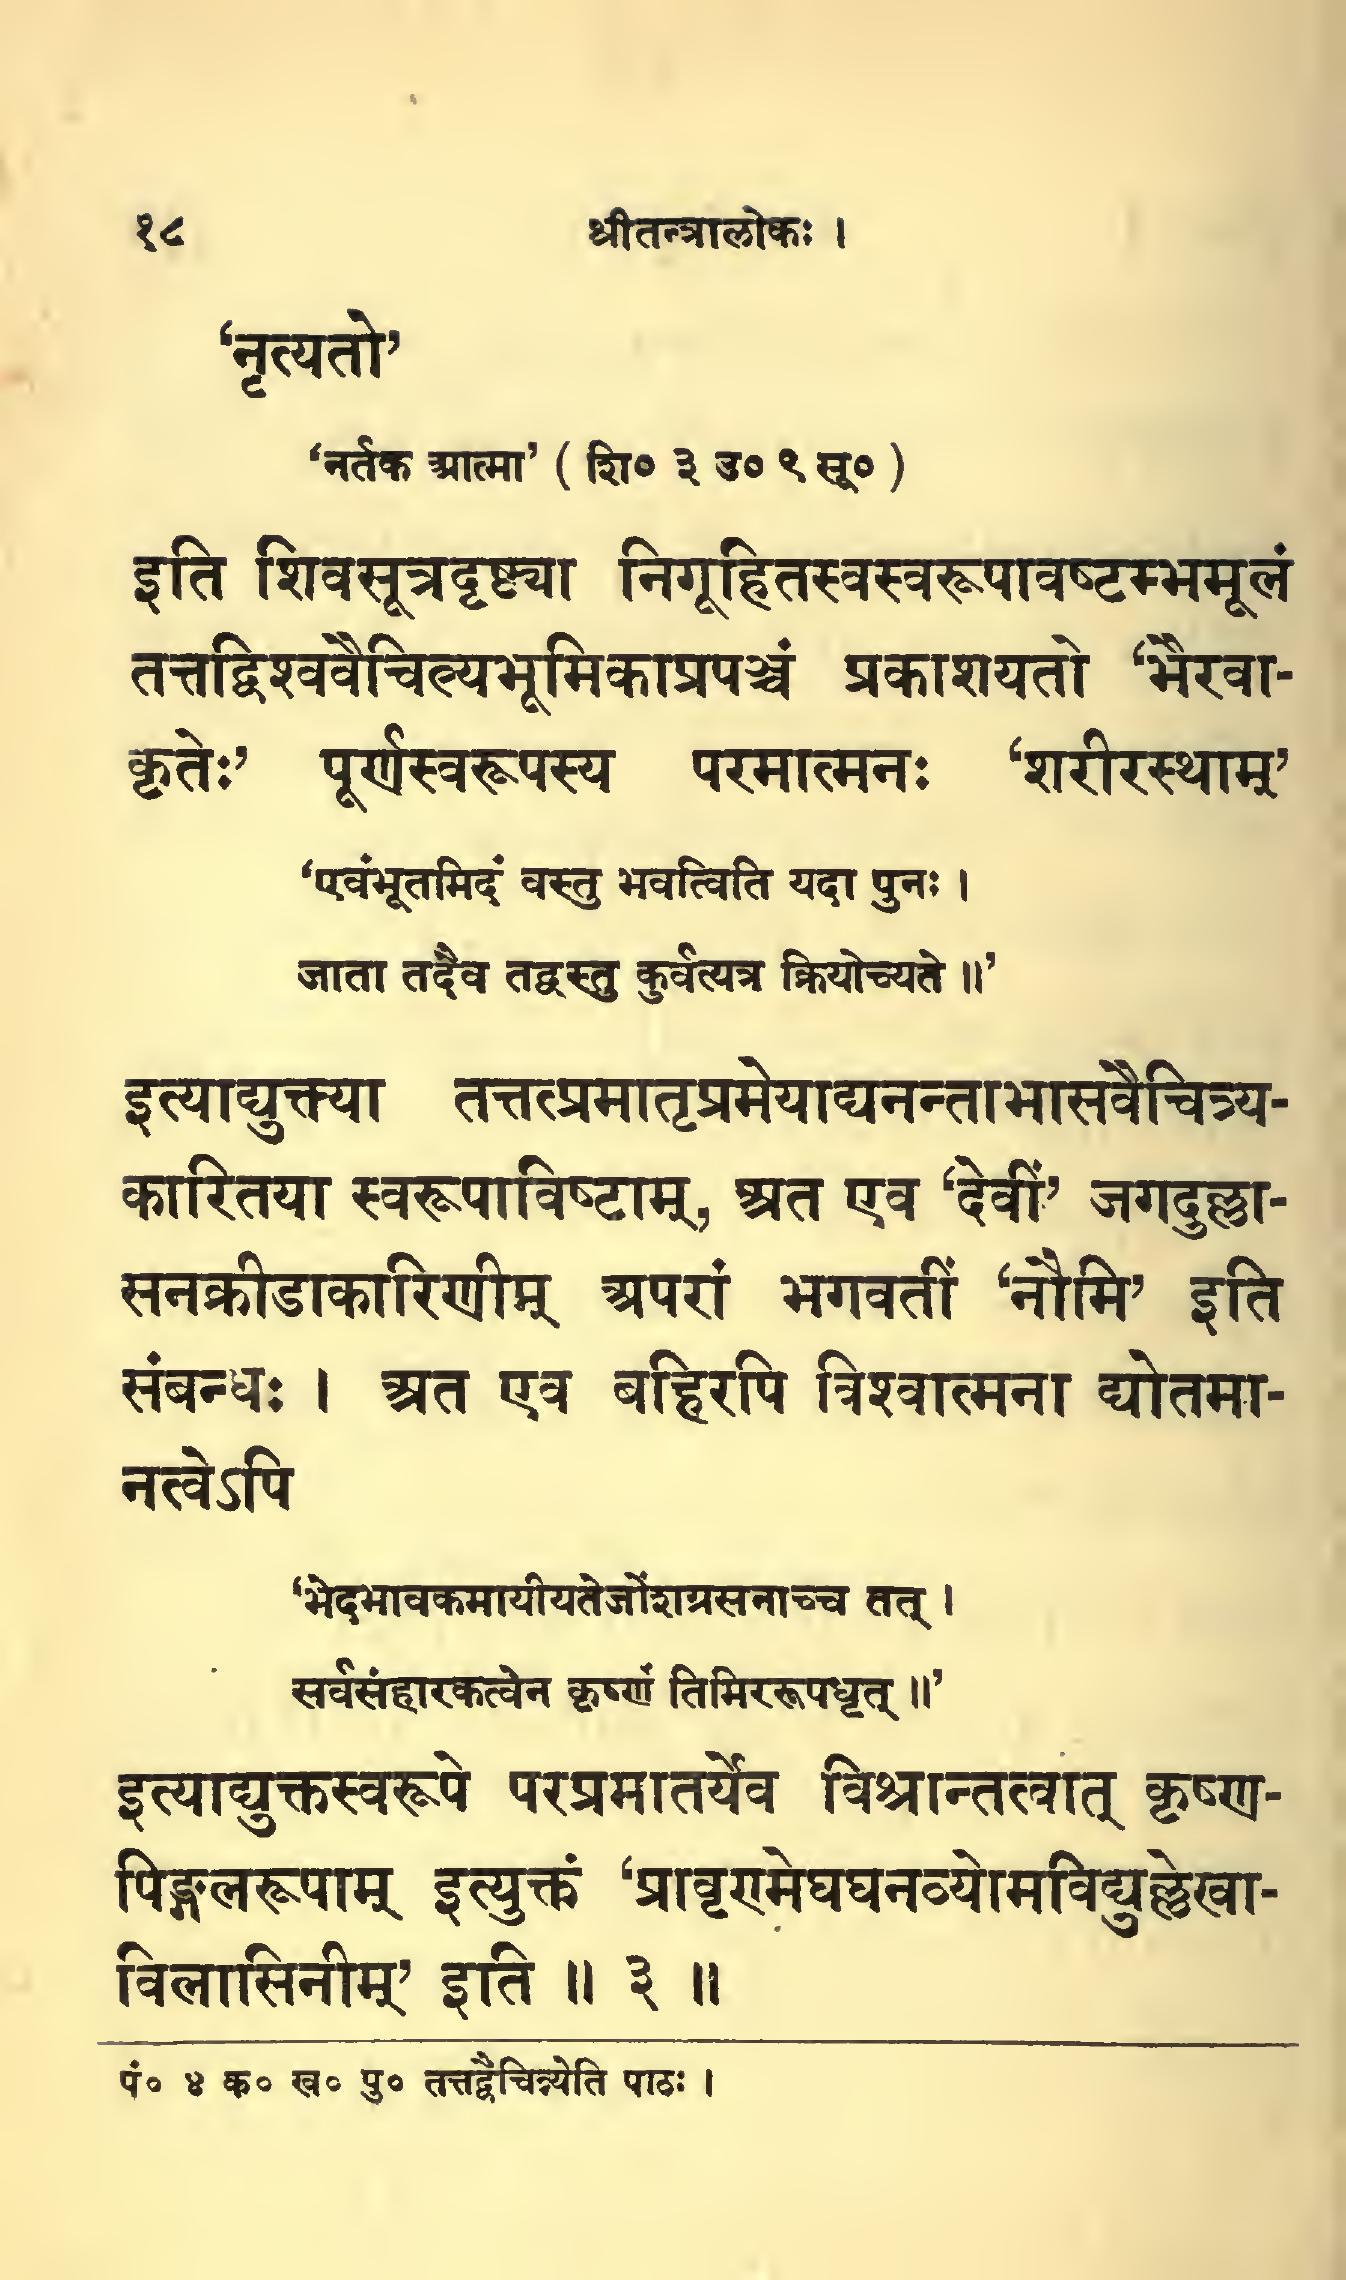 १८ श्रीतन्त्रालोकः ।
‘नृत्यतो’
‘नर्तक आत्मा’ ( शि० ३ उ० ९ सू० )
इति शिवसूत्रदृष्ट्या निगूहितस्वस्वरूपावष्टम्भमूलं
तत्तद्विश्ववैचित्र्यभूमिकाप्रपञ्चं प्रकाशयतो ‘भैरवा-
कृतेः’ पूर्णस्वरूपस्य परमात्मनः ‘शरीरस्थाम्’
‘एवंभूतमिदं वस्तु भवत्विति यदा पुनः ।
जाता तदैव तद्वस्तु कुर्वत्यत्र क्रियोच्यते ॥’
इत्याद्युक्त्या तत्तत्प्रमातृप्रमेयाद्यनन्ताभासवैचित्र्य-
कारितया स्वरूपाविष्टाम्, अत एव ‘देवीं’ जगदुल्ला-
सनक्रीडाकारिणीम् अपरां भगवतीं ‘नौमि’ इति
संबन्धः । अत एव बहिरपि विश्वात्मना द्योतमा-
नत्वेऽपि
‘भेदभावकमायीयतेजोंशग्रसनाच्च तत् ।
सर्वसंहारकत्वेन कृष्णं तिमिररूपधृत् ॥’
इत्याद्युक्तस्वरूपे परप्रमातर्येव विश्रान्तत्वात् कृष्ण-
पिङ्गलरूपाम् इत्युक्तं ‘प्रावृण्मेघघनव्योमविद्युल्लेखा-
विलासिनीम्’ इति ॥ ३ ॥
पं० ४ क० ख० पु० तत्तद्वैचित्र्येति पाठः ।